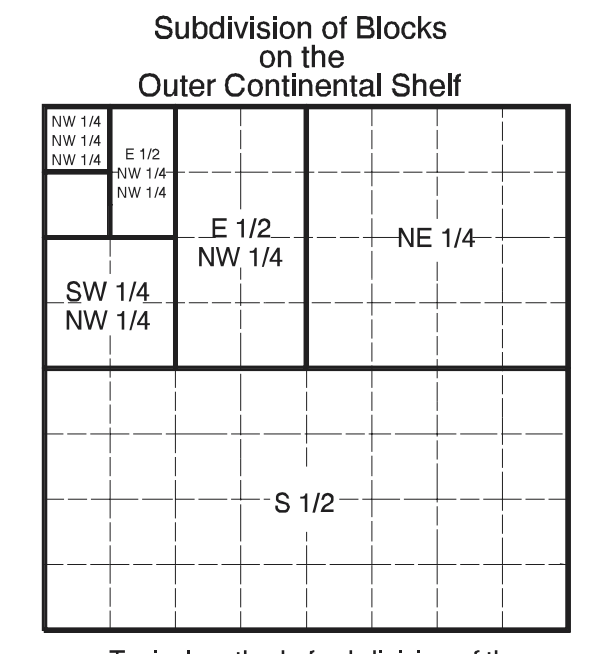 Subdivision of Blocks
on the
Outer Continental Shelf
NW 1/4
NW 1/4
NW 1/4
E 1/2
NW 1/4
NW 1/4
E 1/2
NW 1/4
NE 1/4
SW 1/4
NW 1/4
S 1/2